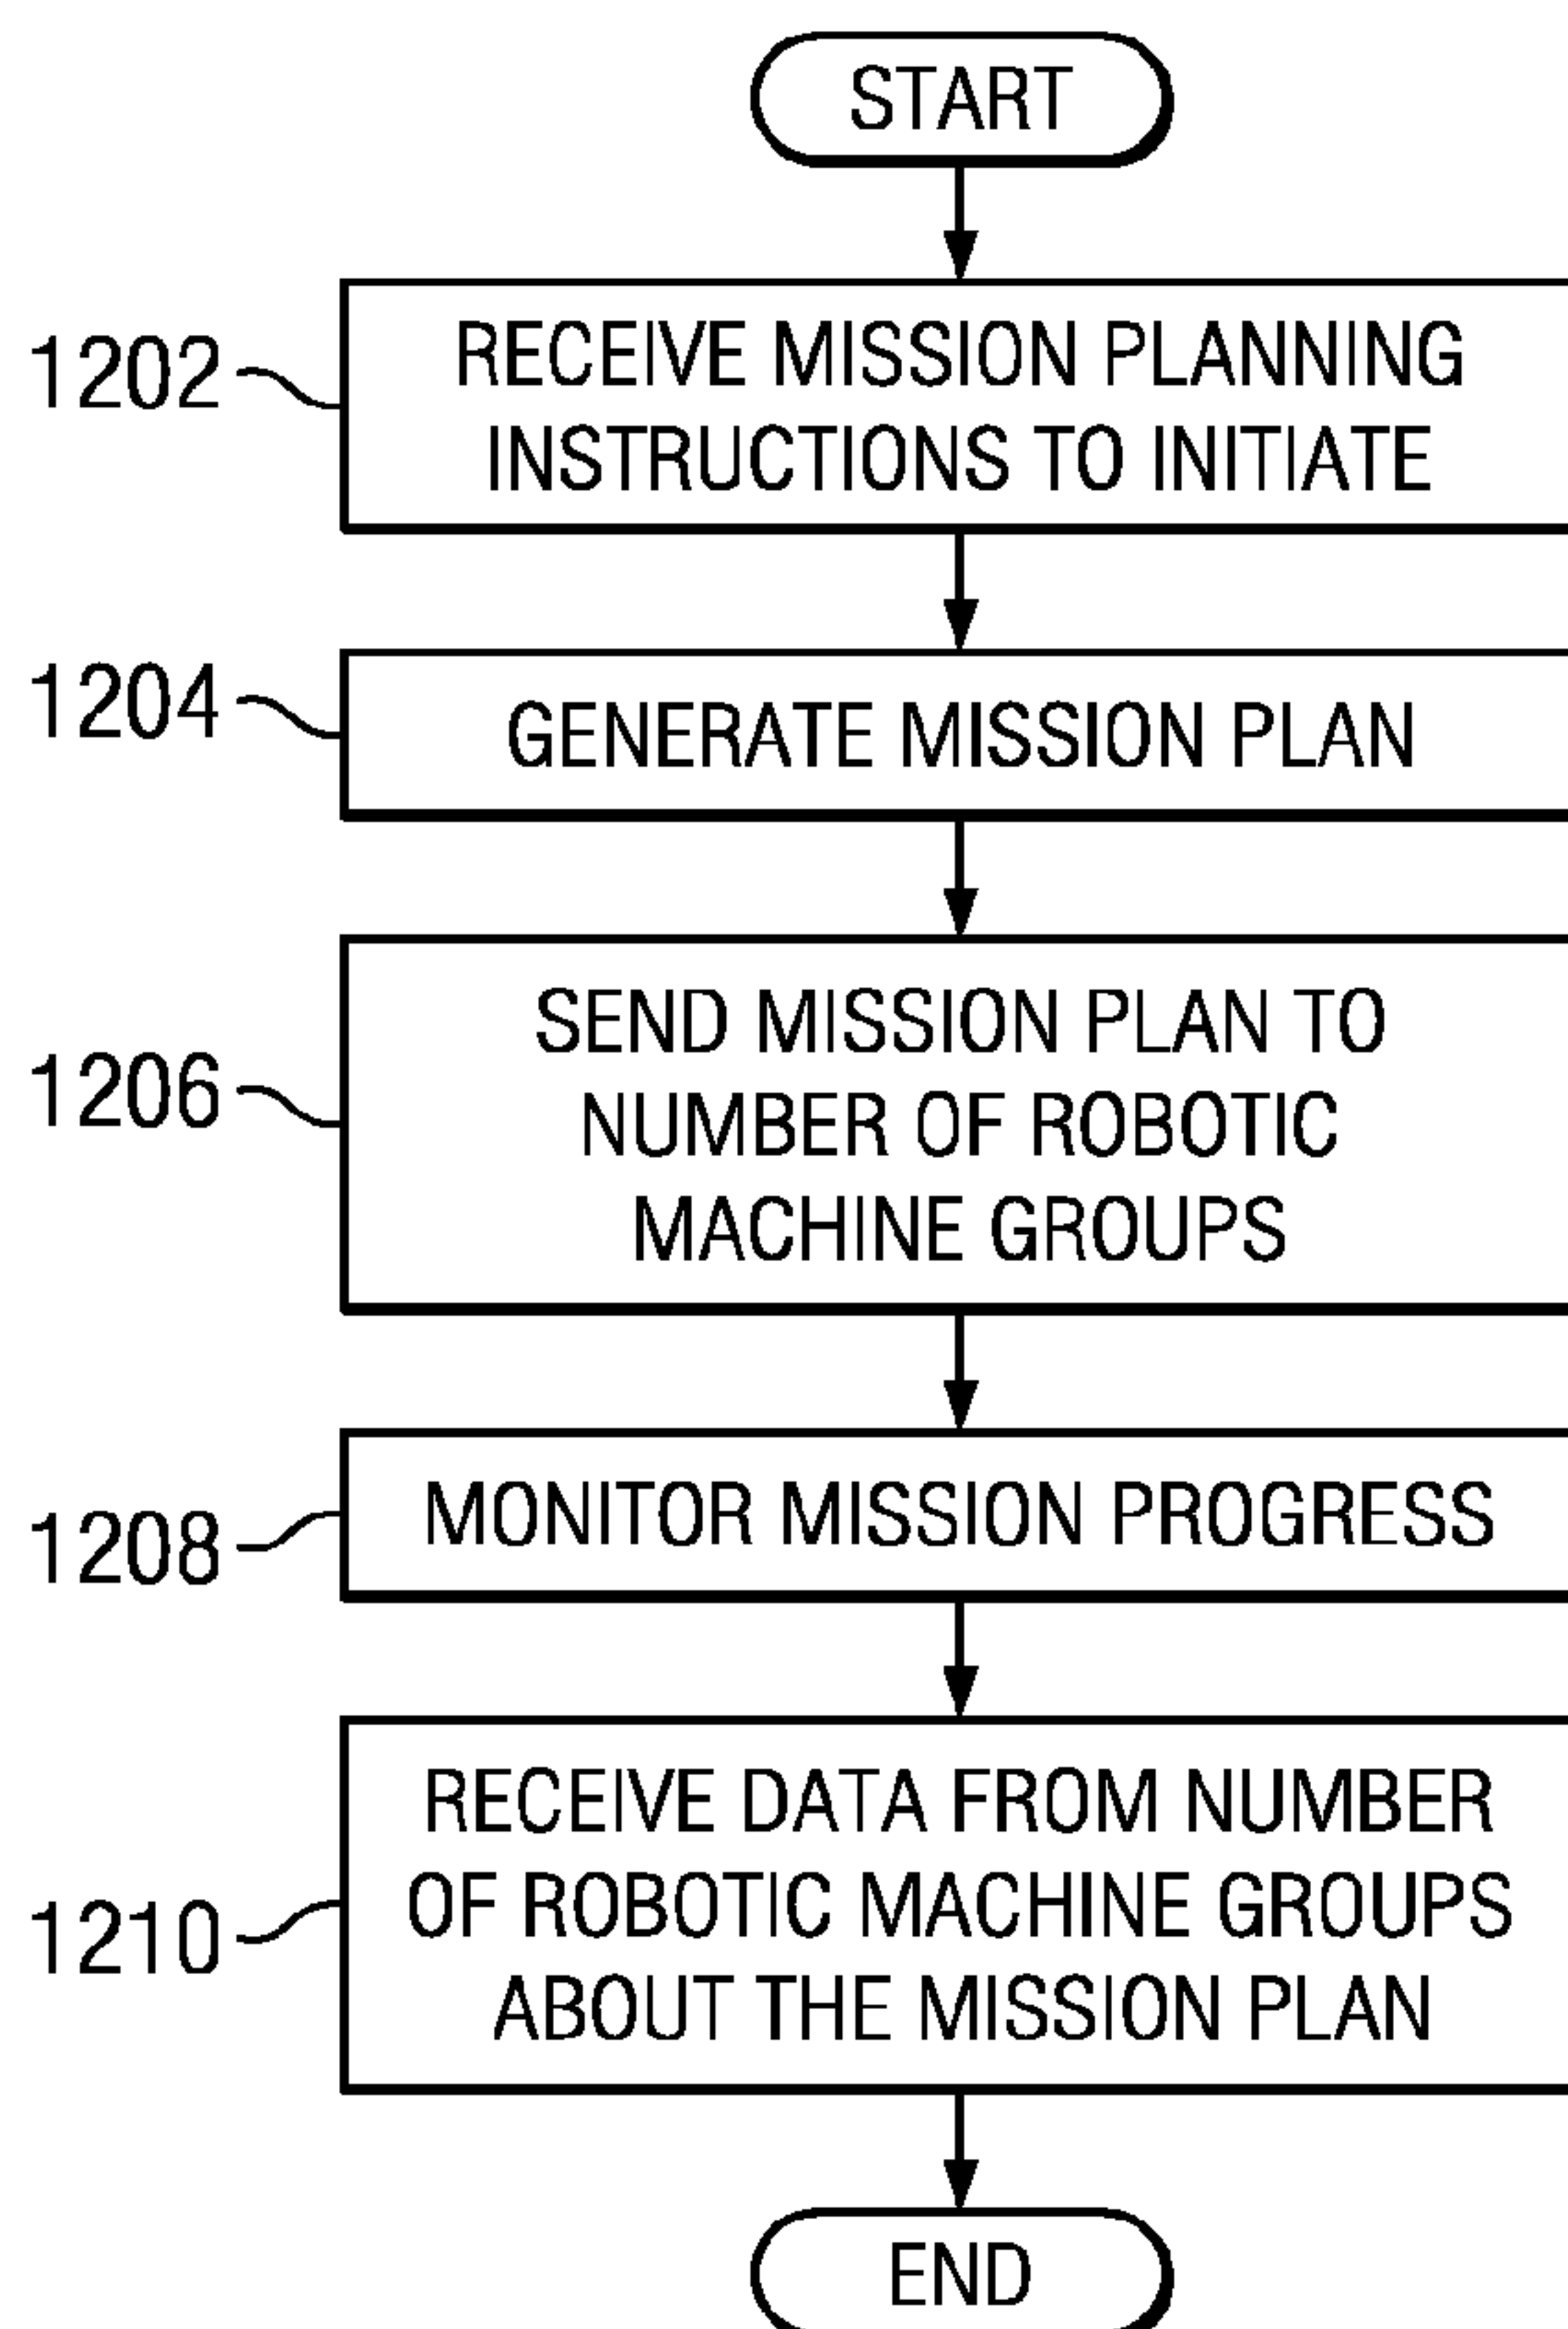 START
1202
RECEIVE MISSION PLANNING
INSTRUCTIONS TO INITIATE
1204
GENERATE MISSION PLAN
1206
SEND MISSION PLAN TO
NUMBER OF ROBOTIC
MACHINE GROUPS
1208
MONITOR MISSION PROGRESS
1210
RECEIVE DATA FROM NUMBER
OF ROBOTIC MACHINE GROUPS
ABOUT THE MISSION PLAN
END